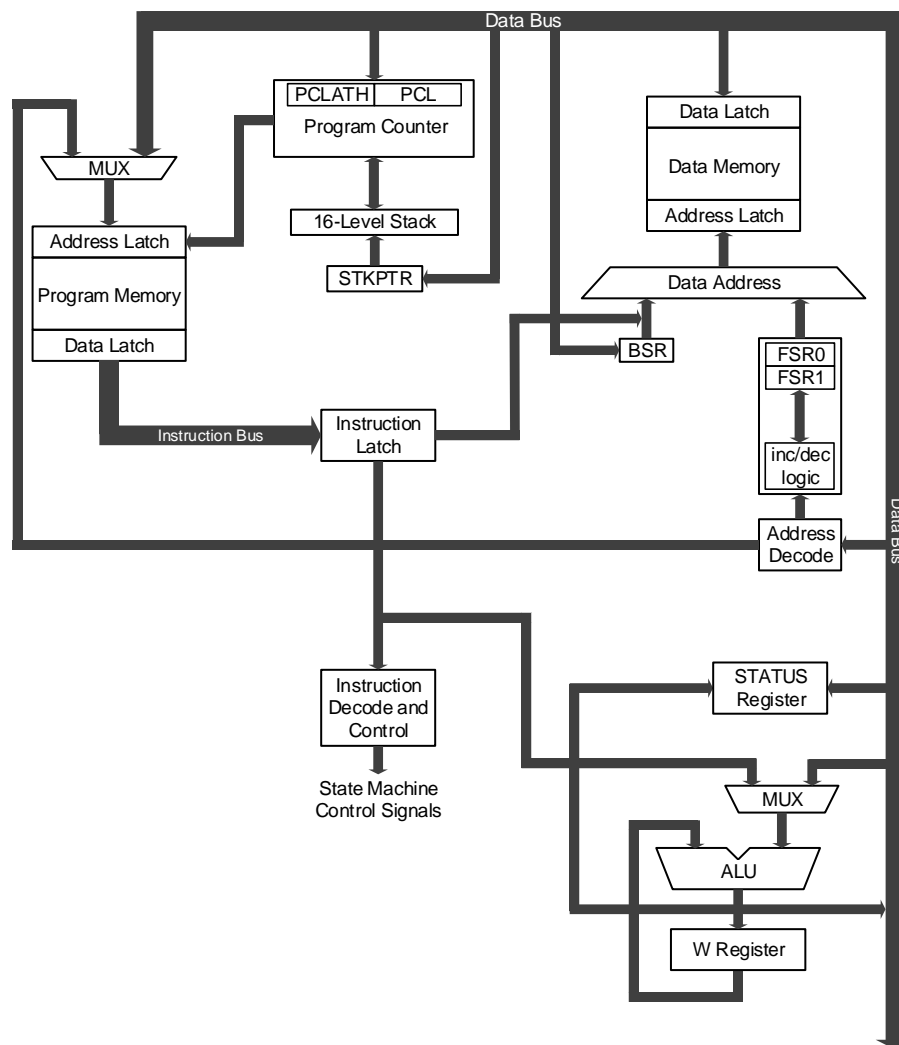 Data Bus
PCLATH PCL
Program Counter
MUX
16-Level Stack
STKPTR
Address Latch
Program Memory
Data Latch
Data Latch
Data Memory
Address Latch
Data Address
BSR
FSR0
FSR1
inc/dec
logic
Instruction Bus
Instruction
Latch
Address
Decode
Data Bus
Instruction
Decode and
Control
State Machine
Control Signals
STATUS
Register
MUX
ALU
W Register